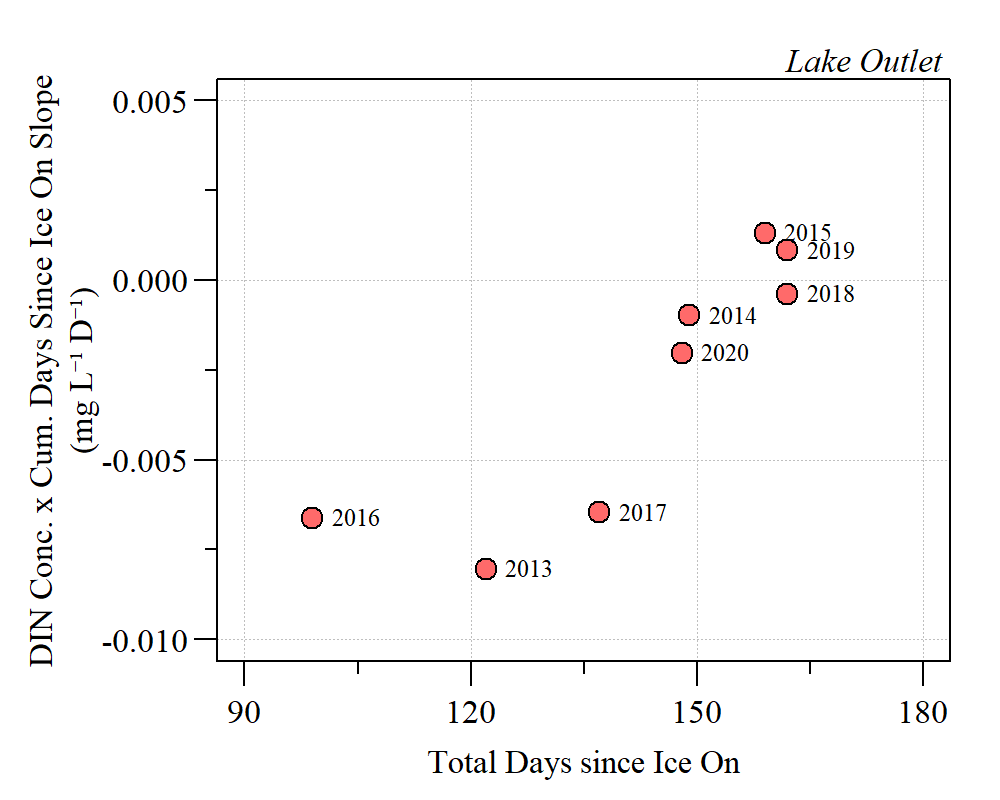 Lake Outlet
DIN Conc. x Cum. Days Since Ice On Slope
(mg L⁻¹ D⁻¹)
0.005
0.000
-0.005
-0.010
2015
2019
2018
2014
2020
2016
2017
2013
90 120 150 180
Total Days since Ice On